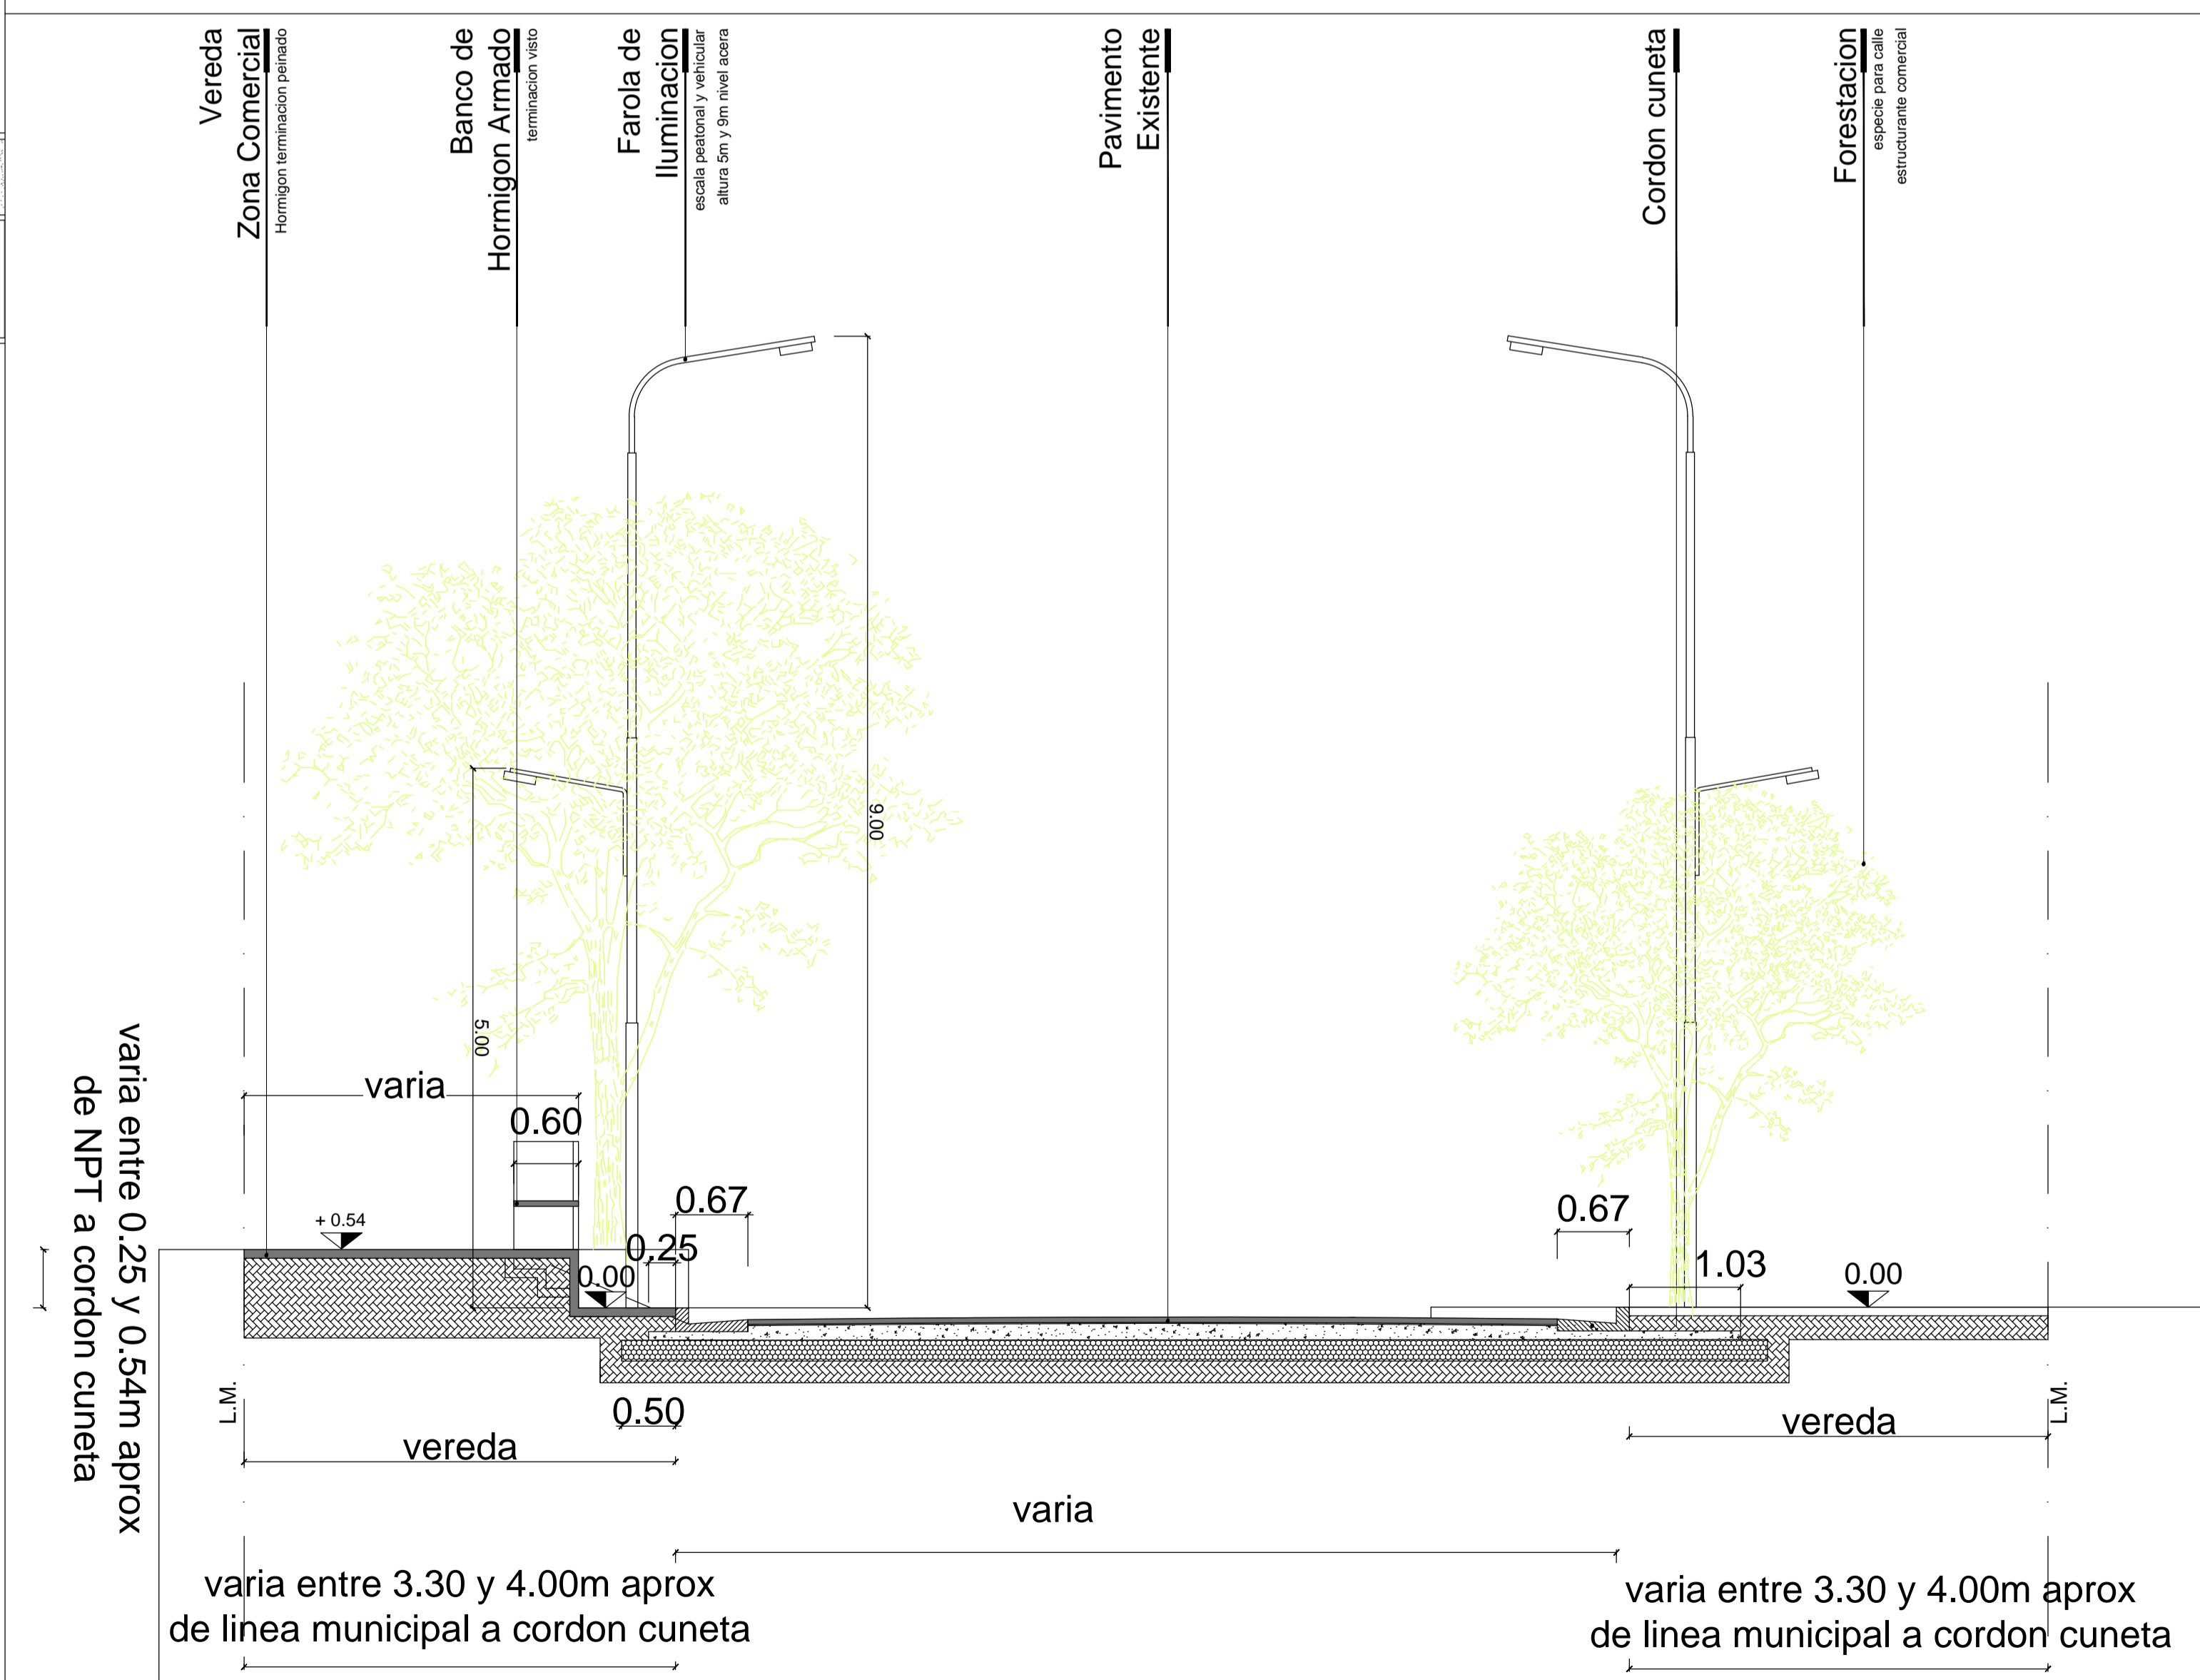 Vereda
Zona Comercial
Hormigon terminacion peinado
Banco de
Hormigon Armado
terminacion visto
Farola de
Iluminacion
escala peatonal y vehicular
altura 5m y 9m nivel acera
Pavimento
Existente
Cordon cuneta
Forestacion
especie para calle
estructurante comercial
9.00
5.00
varia
0.60
0.67
0.25
0.00
+ 0.54
0.67
1.03
0.00
varia entre 0.25 y 0.54m aprox
de NPT a cordon cuneta
L.M.
0.50
vereda
L.M.
vereda
varia
varia entre 3.30 y 4.00m aprox
de linea municipal a cordon cuneta
varia entre 3.30 y 4.00m aprox
de linea municipal a cordon cuneta